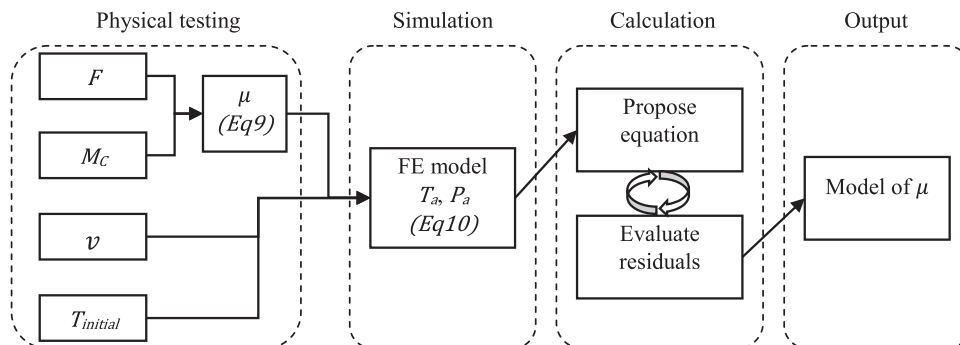 Physical testing
Simulation
Calculation
Output
F
M_C
μ
(Eq9)
v
T_initial
FE model
T_a, P_a
(Eq10)
Propose
equation
Evaluate
residuals
Model of μ